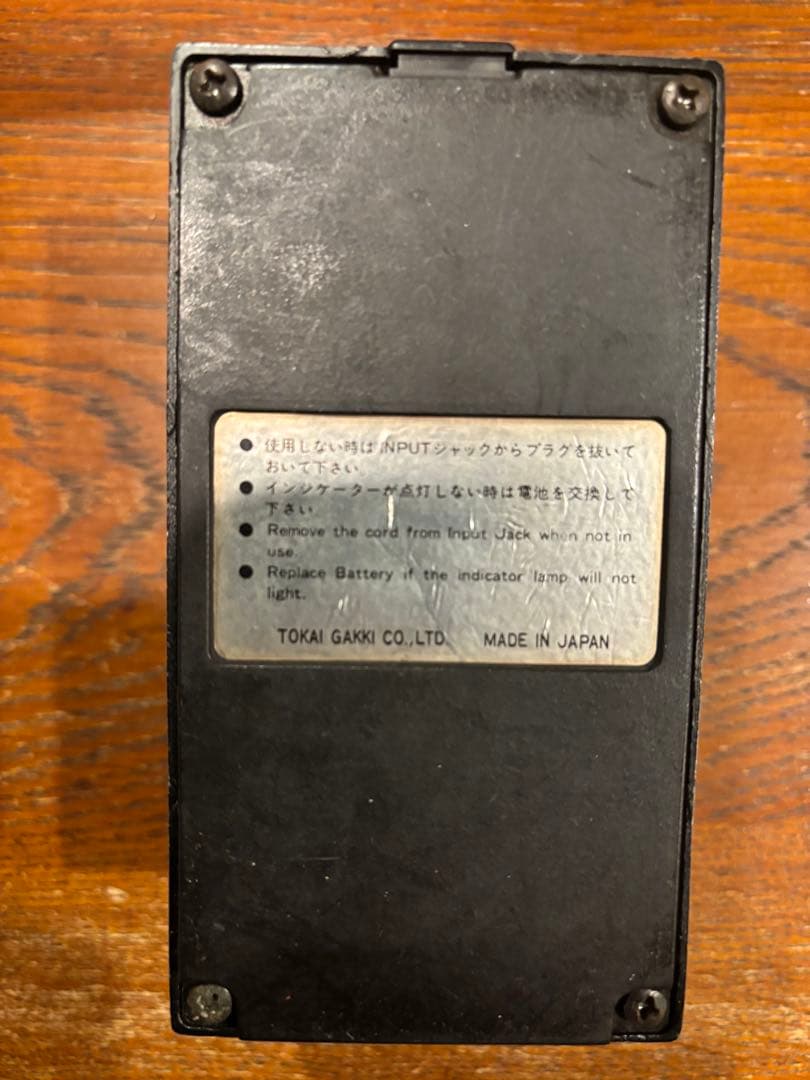 ● 使用しない時は INPUTジャックからプラグを抜いて
おいて下さい.
● インジケーターが点灯しない時は電池を交換して
下さい.
● Remove the cord from Input Jack when not in
use.
● Replace Battery if the indicator lamp will not
light.
TOKAI GAKKI CO.,LTD. MADE IN JAPAN